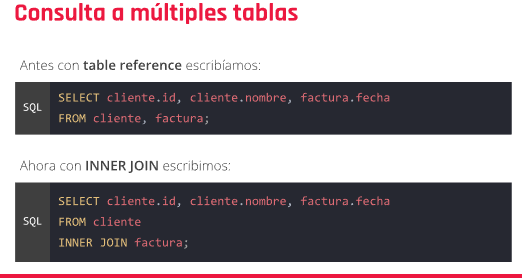 Consulta a múltiples tablas
Antes con table reference escribíamos:
SQL
SELECT cliente.id, cliente.nombre, factura.fecha
FROM cliente, factura;
Ahora con INNER JOIN escribimos:
SQL
SELECT cliente.id, cliente.nombre, factura.fecha
FROM cliente
INNER JOIN factura;